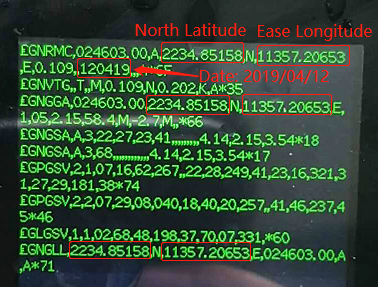 North Latitude Ease Longitude
£GNRMC,024603.00,A,2234.85158,N,11357.20653
,E,0.109,,120419,,,A*6F
Date: 2019/04/12
£GNVTG,,T,,M,0.109,N,0.202,K,A*35
£GNGGA,024603.00,2234.85158,N,11357.20653,E,
1,05,2.15,58.4,M,-2.7,M,,*66
£GNGSA,A,3,22,27,23,41,,,,,,,,,4.14,2.15,3.54*18
£GNGSA,A,3,68,,,,,,,,,,,,4.14,2.15,3.54*17
£GPGSV,2,1,07,16,62,267,,22,28,249,41,23,16,321,3
1,27,29,181,38*74
£GPGSV,2,2,07,29,08,040,18,40,20,257,,41,46,237,
45*46
£GLGSV,1,1,02,68,48,198,37,70,07,331,*60
£GNGLL,2234.85158,N,11357.20653,E,024603.00,A
,A*71